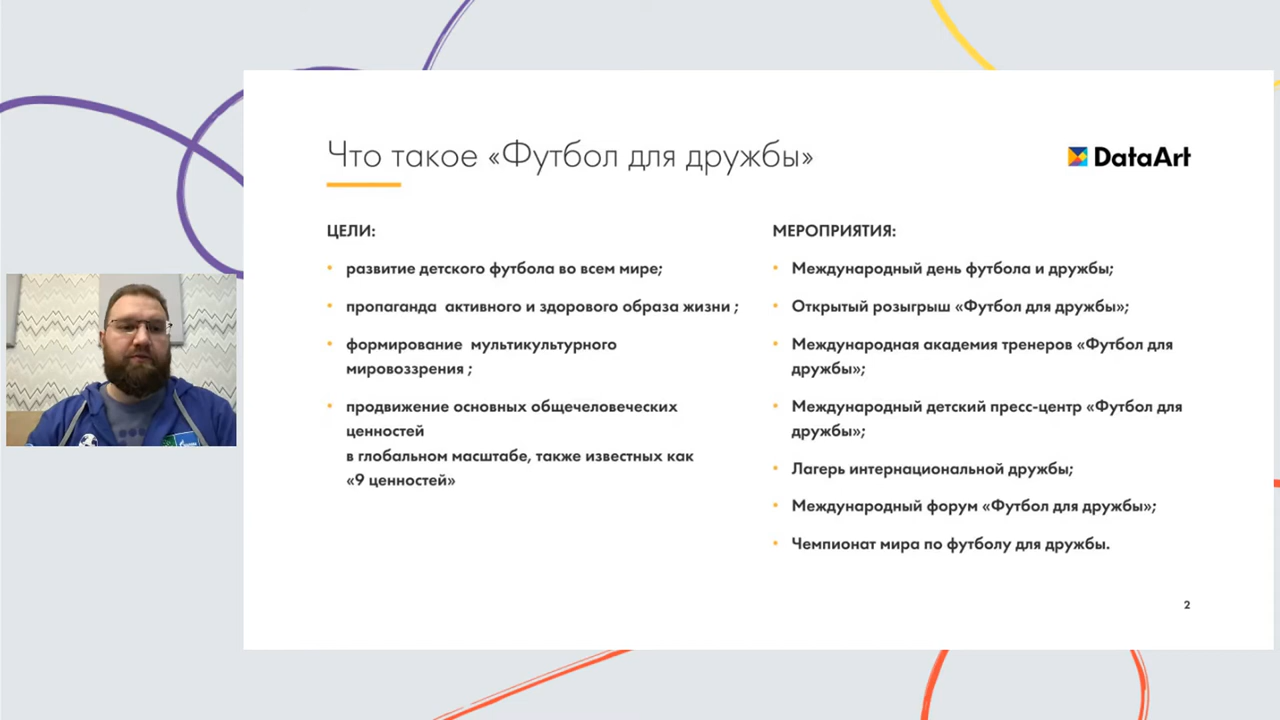 Что такое «Футбол для дружбы»
DataArt
ЦЕЛИ:
• развитие детского футбола во всем мире;
• пропаганда активного и здорового образа жизни ;
• формирование мультикультурного
мировоззрения ;
• продвижение основных общечеловеческих
ценностей
в глобальном масштабе, также известных как
«9 ценностей»
МЕРОПРИЯТИЯ:
• Международный день футбола и дружбы;
• Открытый розыгрыш «Футбол для дружбы»;
• Международная академия тренеров «Футбол для
дружбы»;
• Международный детский пресс-центр «Футбол для
дружбы»;
• Лагерь интернациональной дружбы;
• Международный форум «Футбол для дружбы»;
• Чемпионат мира по футболу для дружбы.
2